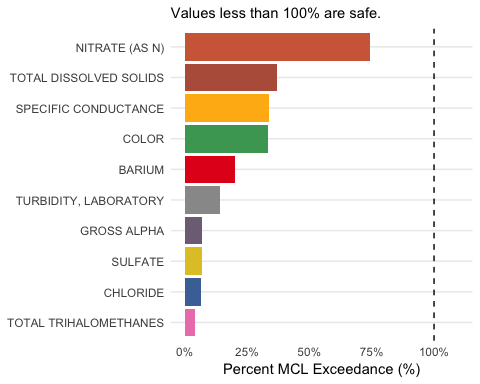 Values less than 100% are safe.
NITRATE (AS N)
TOTAL DISSOLVED SOLIDS
SPECIFIC CONDUCTANCE
COLOR
BARIUM
TURBIDITY, LABORATORY
GROSS ALPHA
SULFATE
CHLORIDE
TOTAL TRIHALOMETHANES
0% 25% 50% 75% 100%
Percent MCL Exceedance (%)